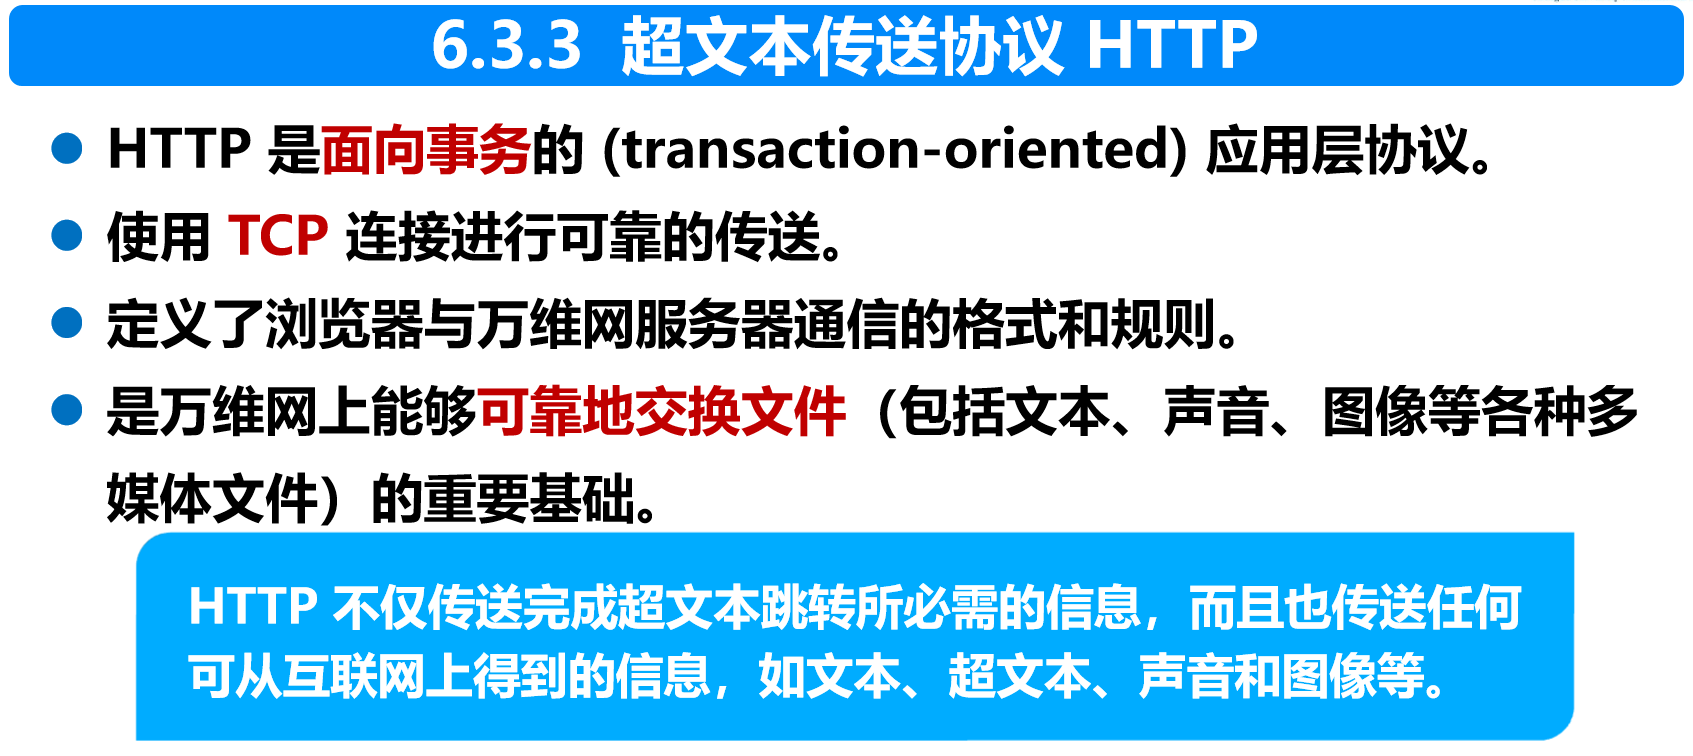 6.3.3 超文本传送协议 HTTP
HTTP 是面向事务的 (transaction-oriented) 应用层协议。
使用 TCP 连接进行可靠的传送。
定义了浏览器与万维网服务器通信的格式和规则。
是万维网上能够可靠地交换文件（包括文本、声音、图像等各种多
媒体文件）的重要基础。
HTTP 不仅传送完成超文本跳转所必需的信息，而且也传送任何
可从互联网上得到的信息，如文本、超文本、声音和图像等。